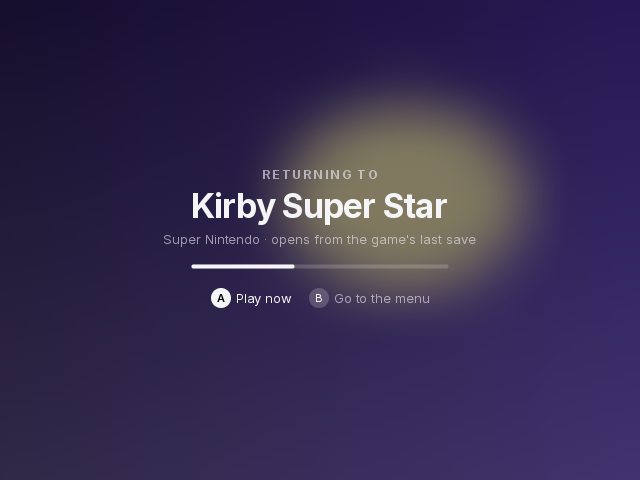 RETURNING TO
Kirby Super Star
Super Nintendo · opens from the game's last save
A Play now B Go to the menu